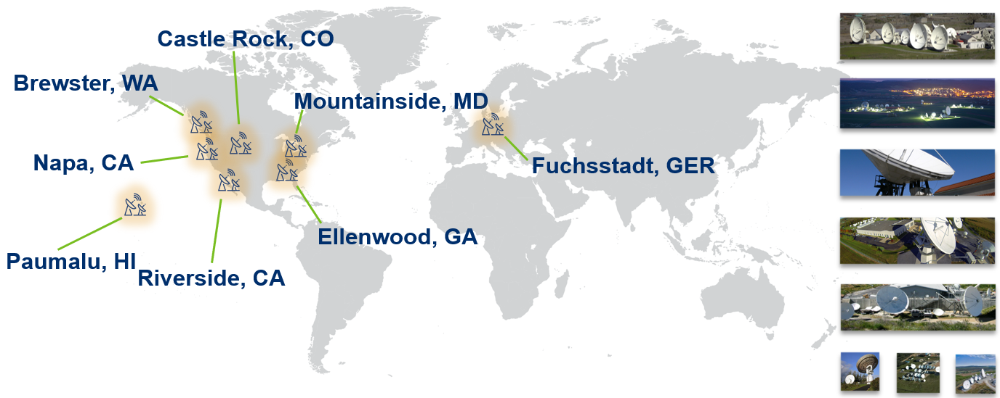 Castle Rock, CO
Brewster, WA
Mountainside, MD
Napa, CA
Fuchsstadt, GER
Ellenwood, GA
Paumalu, HI
Riverside, CA